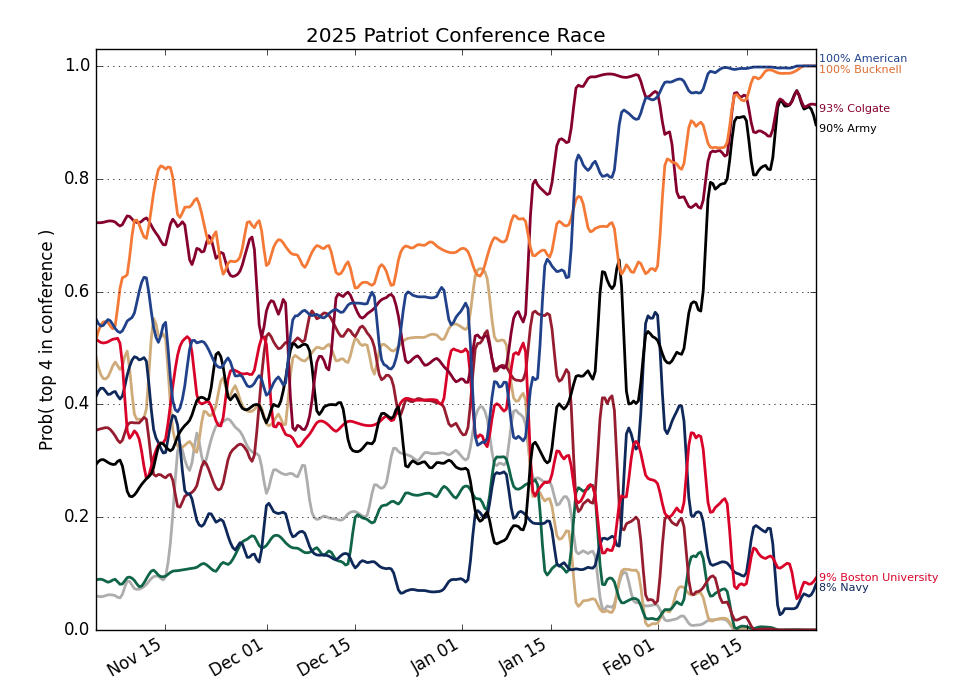 2025 Patriot Conference Race
Prob( top 4 in conference )
1.0
0.8
0.6
0.4
0.2
0.0
Nov 15
Dec 01
Dec 15
Jan 01
Jan 15
Feb 01
Feb 15
100% American
100% Bucknell
93% Colgate
90% Army
9% Boston University
8% Navy